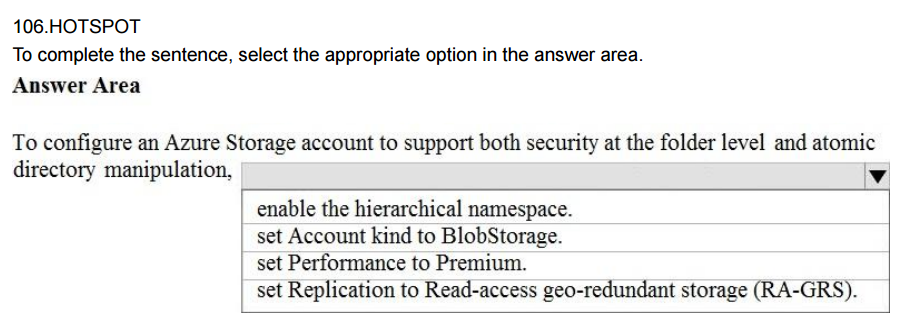 106.HOTSPOT
To complete the sentence, select the appropriate option in the answer area.
Answer Area
To configure an Azure Storage account to support both security at the folder level and atomic
directory manipulation,
enable the hierarchical namespace.
set Account kind to BlobStorage.
set Performance to Premium.
set Replication to Read-access geo-redundant storage (RA-GRS).